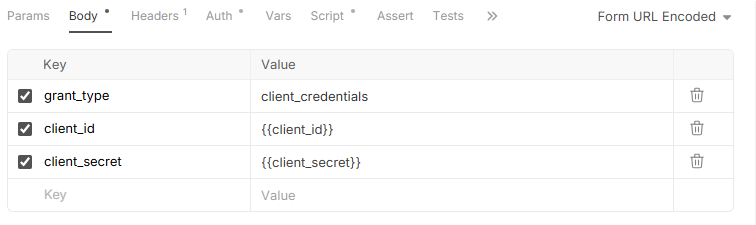 Params Body Headers 1 Auth Vars Script Assert Tests Form URL Encoded
Key Value
grant_type client_credentials
client_id {{client_id}}
client_secret {{client_secret}}
Key Value